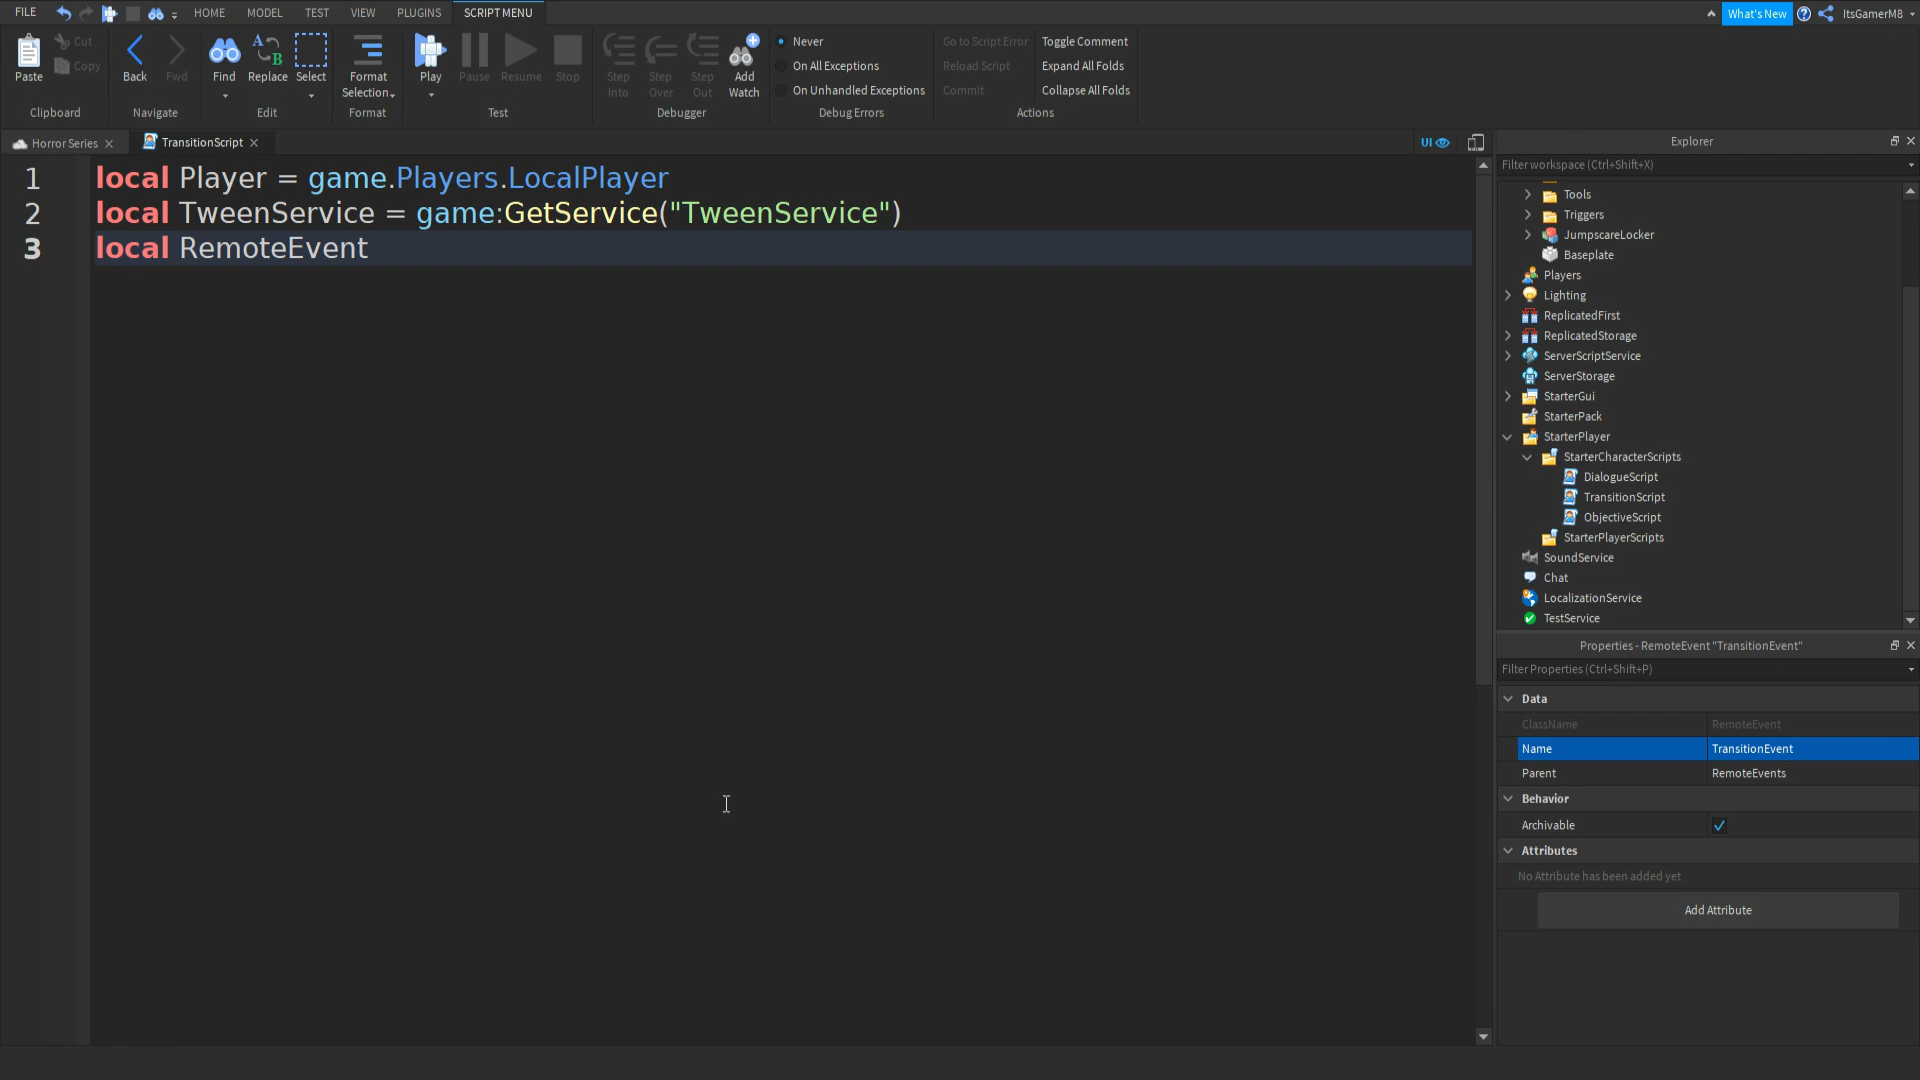 FILE HOME MODEL TEST VIEW PLUGINS SCRIPT MENU What's New ItsGamerM8
Paste Cut Copy Clipboard
Back Fwd Navigate
Find Replace Select Edit
Format Selection Format
Play Pause Resume Stop Test
Step Into Step Over Step Out Add Watch Debugger
Never
On All Exceptions
On Unhandled Exceptions
Debug Errors
Go to Script Error Toggle Comment
Reload Script Expand All Folds
Commit Collapse All Folds
Actions
Horror Series TransitionScript UI
1 local Player = game.Players.LocalPlayer
2 local TweenService = game:GetService("TweenService")
3 local RemoteEvent
Explorer
Filter workspace (Ctrl+Shift+X)
Tools
Triggers
JumpscareLocker
Baseplate
Players
Lighting
ReplicatedFirst
ReplicatedStorage
ServerScriptService
ServerStorage
StarterGui
StarterPack
StarterPlayer
StarterCharacterScripts
DialogueScript
TransitionScript
ObjectiveScript
StarterPlayerScripts
SoundService
Chat
LocalizationService
TestService
Properties - RemoteEvent "TransitionEvent"
Filter Properties (Ctrl+Shift+P)
Data
ClassName RemoteEvent
Name TransitionEvent
Parent RemoteEvents
Behavior
Archivable
Attributes
No Attribute has been added yet
Add Attribute